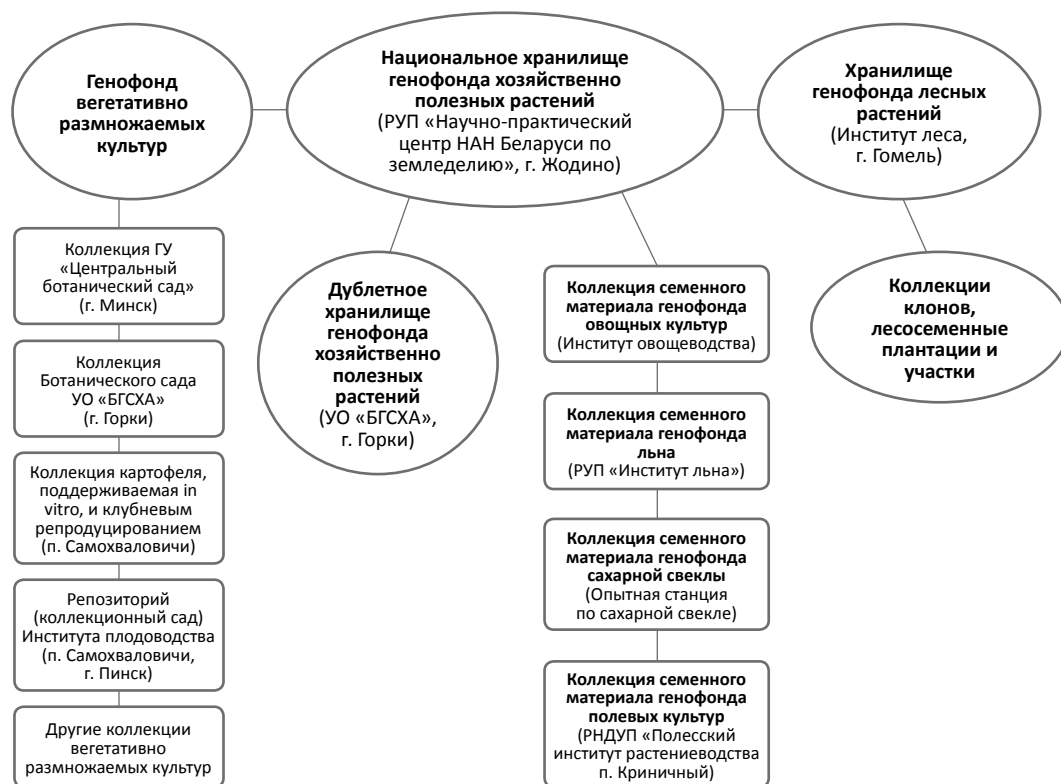 Генофонд
вегетативно
размножаемых
культур
Национальное хранилище
генофонда хозяйственно
полезных растений
(РУП «Научно-практический
центр НАН Беларуси по
земледелию», г. Жодино)
Хранилище
генофонда лесных
растений
(Институт леса,
г. Гомель)
Коллекция ГУ
«Центральный
ботанический сад»
(г. Минск)
Коллекция
Ботанического сада
УО «БГСХА»
(г. Горки)
Коллекция картофеля,
поддерживаемая in
vitro, и клубневым
репродуцированием
(п. Самохваловичи)
Репозиторий
(коллекционный сад)
Института плодоводства
(п. Самохваловичи,
г. Пинск)
Другие коллекции
вегетативно
размножаемых культур
Дублетное
хранилище
генофонда
хозяйственно
полезных
растений
(УО «БГСХА»,
г. Горки)
Коллекция семенного
материала генофонда
овощных культур
(Институт овощеводства)
Коллекция семенного
материала генофонда
льна
(РУП «Институт льна»)
Коллекция семенного
материала генофонда
сахарной свеклы
(Опытная станция
по сахарной свекле)
Коллекция семенного
материала генофонда
полевых культур
(РНДУП «Полесский
институт растениеводства
п. Криничный)
Коллекции
клонов,
лесосеменные
плантации и
участки